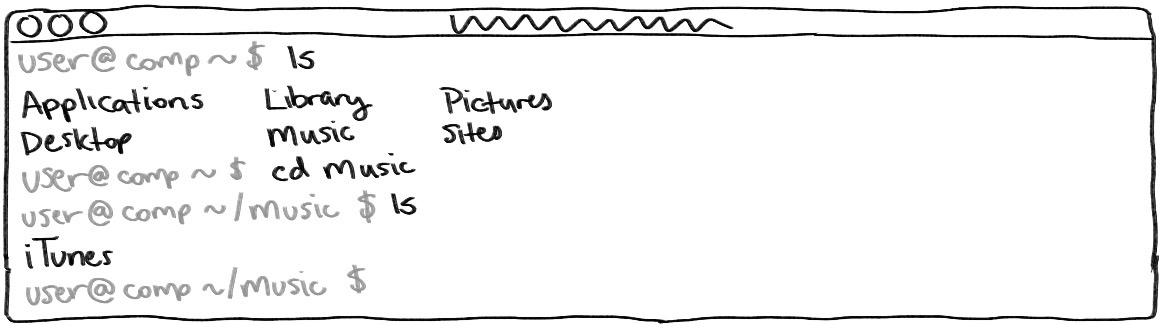 user@comp ~ $ ls
Applications Library Pictures
Desktop Music Sites
user@comp ~ $ cd Music
user@comp ~/Music $ ls
iTunes
user@comp ~/Music $